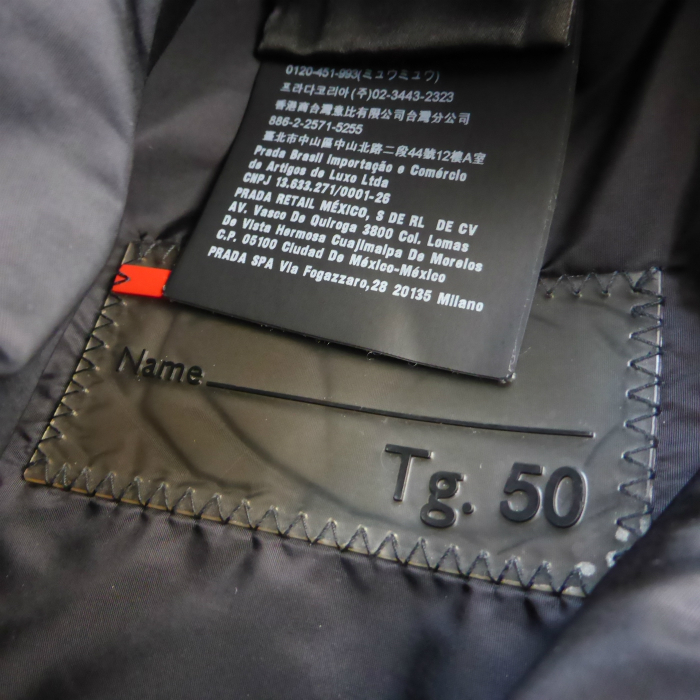 0120-451-993(ミュウミュウ)
프라다코리아(주)02-3443-2323
香港商台灣普比有限公司台灣分公司
886-2-2571-5255
臺北市中山區中山北路二段44號12樓A室
Prada Brasil Importação e Comércio
de Artigos de Luxo Ltda
CNPJ 13.633.271/0001-26
PRADA RETAIL MÉXICO, S DE RL DE CV
AV. Vasco De Quiroga 3800 Col. Lomas
De Vista Hermosa Cuajimalpa De Morelos
C.P. 05100 Ciudad De México-México
PRADA SPA Via Fogazzaro,28 20135 Milano
Name
Tg. 50